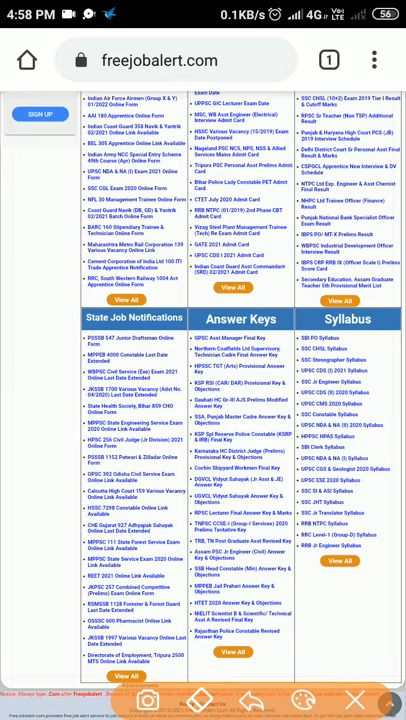 4:58 PM
0.1KB/s
4G
Vo
LTE
56
freejobalert.com
1
SIGN UP
Indian Air Force Airmen (Group X & Y)
01/2022 Online Form
AAI 180 Apprentice Online Form
Indian Coast Guard 358 Navik & Yantrik
02/2021 Online Link Available
BEL 305 Apprentice Online Form
Indian Army NCC Special Entry Scheme
49th Course (Apr) Online Form
UPSC NDA & NA (I) Exam 2021 Online
Form
SSC CGL Exam 2020 Online Form
NFL 30 Management Trainee Online Form
Coast Guard Navik (DB, GD) & Yantrik
02/2021 Batch Online Form
BARC 160 Stipendiary Trainee &
Technician Online Form
Maharashtra Metro Rail Corporation 139
Various Vacancy Online Link
Cement Corporation of India Ltd 100 ITI
Trade Apprentice Notification
RRC, South Western Railway 1004 Act
Apprentice Online Form
View All
Exam Date
UPPSC GIC Lecturer Exam Date
MSC, WB Asst Engineer (Electrical)
Interview Admit Card
HSSC Various Vacancy (15/2019) Exam
Date Postponed
Nagaland PSC NCS, NPS, NSS & Allied
Services Mains Admit Card
Tripura PSC Personal Asst Prelims Admit
Card
Bihar Police Lady Constable PET Admit
Card
CTET July 2020 Admit Card
RRB NTPC (01/2019) 2nd Phase CBT
Admit Card
Vizag Steel Plant Management Trainee
(Tech) Re Exam Admit Card
GATE 2021 Admit Card
UPSC CDS I 2021 Admit Card
Indian Coast Guard Asst Commandant
(SRD) 02/2021 Admit Card
View All
SSC CHSL (10+2) Exam 2019 Tier I Result
& Cutoff Marks
RPSC Sr Teacher (Non TSP) Additional
Result
Punjab & Haryana High Court PCS (JB)
2019 Interview Schedule
Delhi District Court Sr Personal Asst Final
Result & Marks
CSPGCL Apprentice New Interview & DV
Schedule
NTPC Ltd Exp. Engineer & Asst Chemist
Final Result
NHPC Ltd Trainee Officer (Finance)
Result
Punjab National Bank Specialist Officer
Exam Result
IBPS PO/ MT-X Prelims Result
WBPSC Industrial Development Officer
Interview Result
IBPS CRP RRB IX (Officer Scale I) Prelims
Score Card
Secondary Education, Assam Graduate
Teacher 5th Provisional Merit List
View All
State Job Notifications
PSSSB 547 Junior Draftsman Online
Form
MPPEB 4000 Constable Last Date
Extended
WBPSC Civil Service (Exe) Exam 2021
Online Last Date Extended
JKSSB 1700 Various Vacancy (Advt No.
04/2020) Last Date Extended
State Health Society, Bihar 859 CHO
Online Form
MPPSC State Engineering Service Exam
2020 Online Link Available
HPSC 256 Civil Judge (Jr Division) 2021
Online Form
PSSSB 1152 Patwari & Zilladar Online
Form
OPSC 392 Odisha Civil Service Exam
Online Link Available
Calcutta High Court 159 Various Vacancy
Online Link Available
HSSC 7298 Constable Online Link
Available
CHE Gujarat 927 Adhyapak Sahayak
Online Last Date Extended
MPPSC 111 State Forest Service Exam
Online Link Available
MPPSC State Service Exam 2020 Online
Link Available
REET 2021 Online Link Available
JKPSC 257 Combined Competitive
(Prelims) Exam Online Form
RSMSSB 1128 Forester & Forest Guard
Last Date Extended
OSSSC 600 Pharmacist Online Link
Available
JKSSB 1997 Various Vacancy Online Last
Date Extended
Directorate of Employment, Tripura 2500
MTS Online Link Available
View All
Answer Keys
GPSC Asst Manager Final Key
Northern Coalfields Ltd Supervisory,
Technician Cadre Final Answer Key
HPSSC TGT (Arts) Provisional Answer
Key
KSP RSI (CAR/ DAR) Provisional Key &
Objections
Gauhati HC Gr-III AJS Prelims Modified
Answer Key
SSA, Punjab Master Cadre Answer Key &
Objections
KSP Spl Reserve Police Constable (KSRP
& IRB) Final Key
Karnataka HC District Judge (Prelims)
Provisional Key & Objections
Cochin Shipyard Workmen Final Key
DGVCL Vidyut Sahayak (Jr Asst & JE)
Answer Key
UGVCL Vidyut Sahayak Answer Key &
Objections
RPSC Lecturer Final Answer Key & Marks
TNPSC CCSE-I (Group-I Services) 2020
Prelims Tentative Key
TRB, TN Post Graduate Asst Revised Key
Assam PSC Jr Engineer (Civil) Answer
Key & Objections
SSB Head Constable (Min) Answer Key &
Objections
MPPEB Jail Prahari Answer Key &
Objections
HTET 2020 Answer Key & Objections
NIELIT Scientist B & Scientific/ Technical
Asst A Revised Final Key
Rajasthan Police Constable Revised
Answer Key
View All
Syllabus
SBI PO Syllabus
SSC CHSL Syllabus
SSC Stenographer Syllabus
UPSC CDS (I) 2021 Syllabus
SSC Jr Engineer Syllabus
UPSC CDS (II) 2020 Syllabus
UPSC CMS 2020 Syllabus
SSC Constable Syllabus
UPSC NDA & NA (II) 2020 Syllabus
HPPSC HPAS Syllabus
SBI Clerk Syllabus
UPSC NDA & NA (I) Syllabus
UPSC CGS & Geologist 2020 Syllabus
UPSC ESE 2020 Syllabus
SSC SI & ASI Syllabus
SSC JHT Syllabus
SSC Jr Translator Syllabus
RRB NTPC Syllabus
RRC Level-1 (Group-D) Syllabus
RRB Jr Engineer Syllabus
View All
Advertisements
Notice: Always type .Com after Freejobalert.